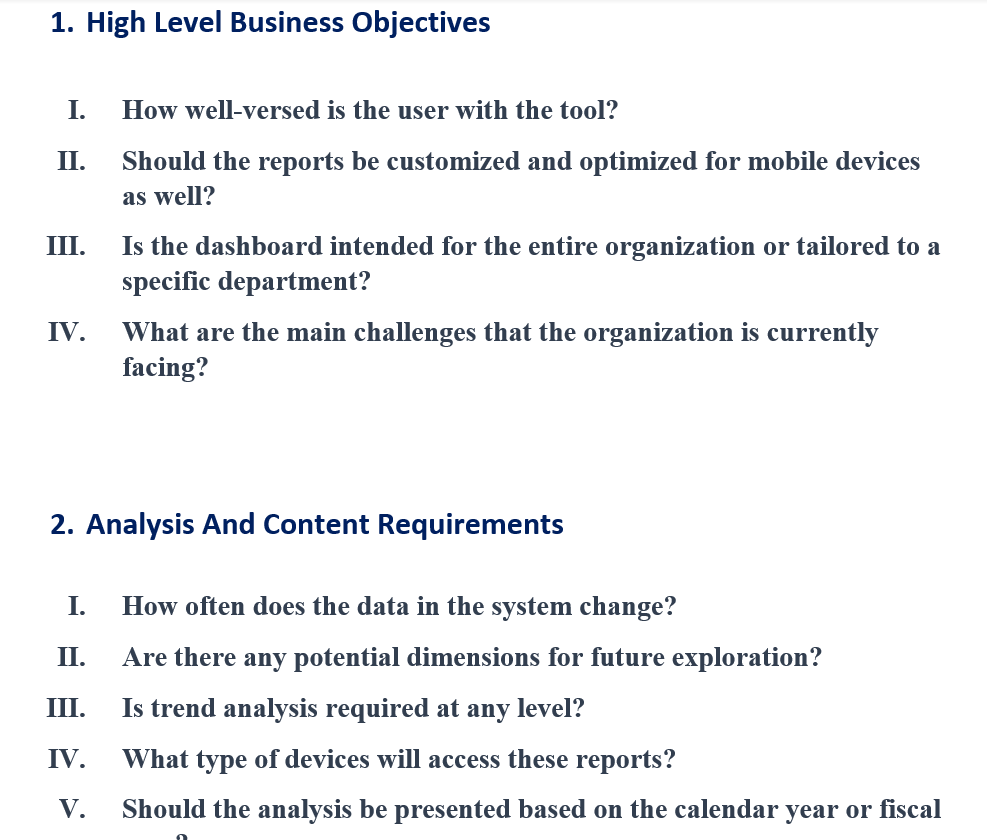 1. High Level Business Objectives
I. How well-versed is the user with the tool?
II. Should the reports be customized and optimized for mobile devices
as well?
III. Is the dashboard intended for the entire organization or tailored to a
specific department?
IV. What are the main challenges that the organization is currently
facing?
2. Analysis And Content Requirements
I. How often does the data in the system change?
II. Are there any potential dimensions for future exploration?
III. Is trend analysis required at any level?
IV. What type of devices will access these reports?
V. Should the analysis be presented based on the calendar year or fiscal